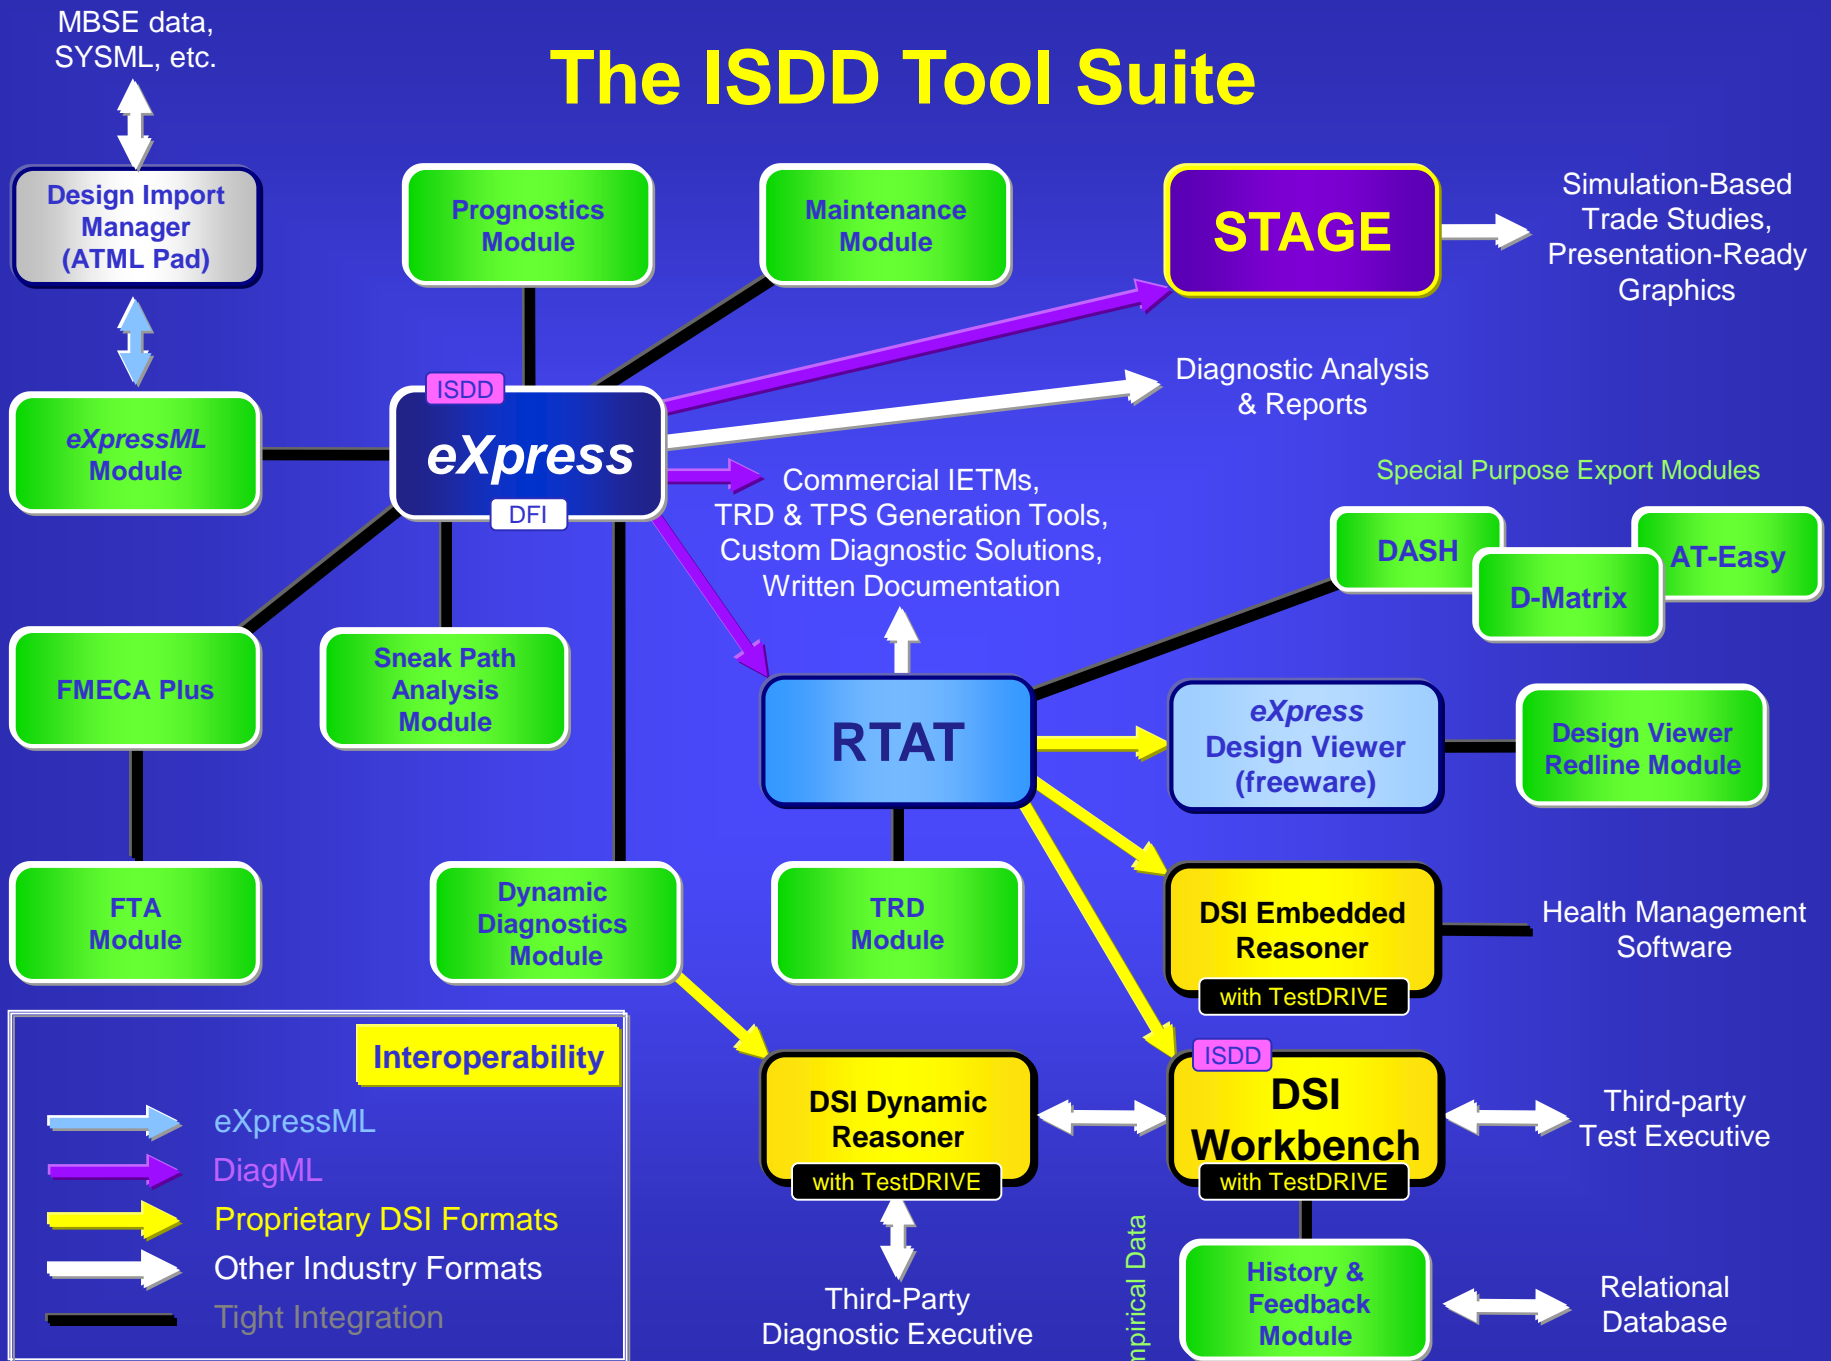 MBSE data,
SYSML, etc.
The ISDD Tool Suite
Design Import
Manager
(ATML Pad)
Prognostics
Module
Maintenance
Module
STAGE
Simulation-Based
Trade Studies,
Presentation-Ready
Graphics
ISDD
eXpress
DFI
Diagnostic Analysis
& Reports
eXpressML
Module
Commercial IETMs,
TRD & TPS Generation Tools,
Custom Diagnostic Solutions,
Written Documentation
Special Purpose Export Modules
DASH
D-Matrix
AT-Easy
FMECA Plus
Sneak Path
Analysis
Module
RTAT
eXpress
Design Viewer
(freeware)
Design Viewer
Redline Module
FTA
Module
Dynamic
Diagnostics
Module
TRD
Module
DSI Embedded
Reasoner
with TestDRIVE
Health Management
Software
Interoperability
eXpressML
DiagML
Proprietary DSI Formats
Other Industry Formats
Tight Integration
DSI Dynamic
Reasoner
with TestDRIVE
ISDD
DSI
Workbench
with TestDRIVE
Third-party
Test Executive
Third-Party
Diagnostic Executive
Data
History &
Feedback
Module
Relational
Database